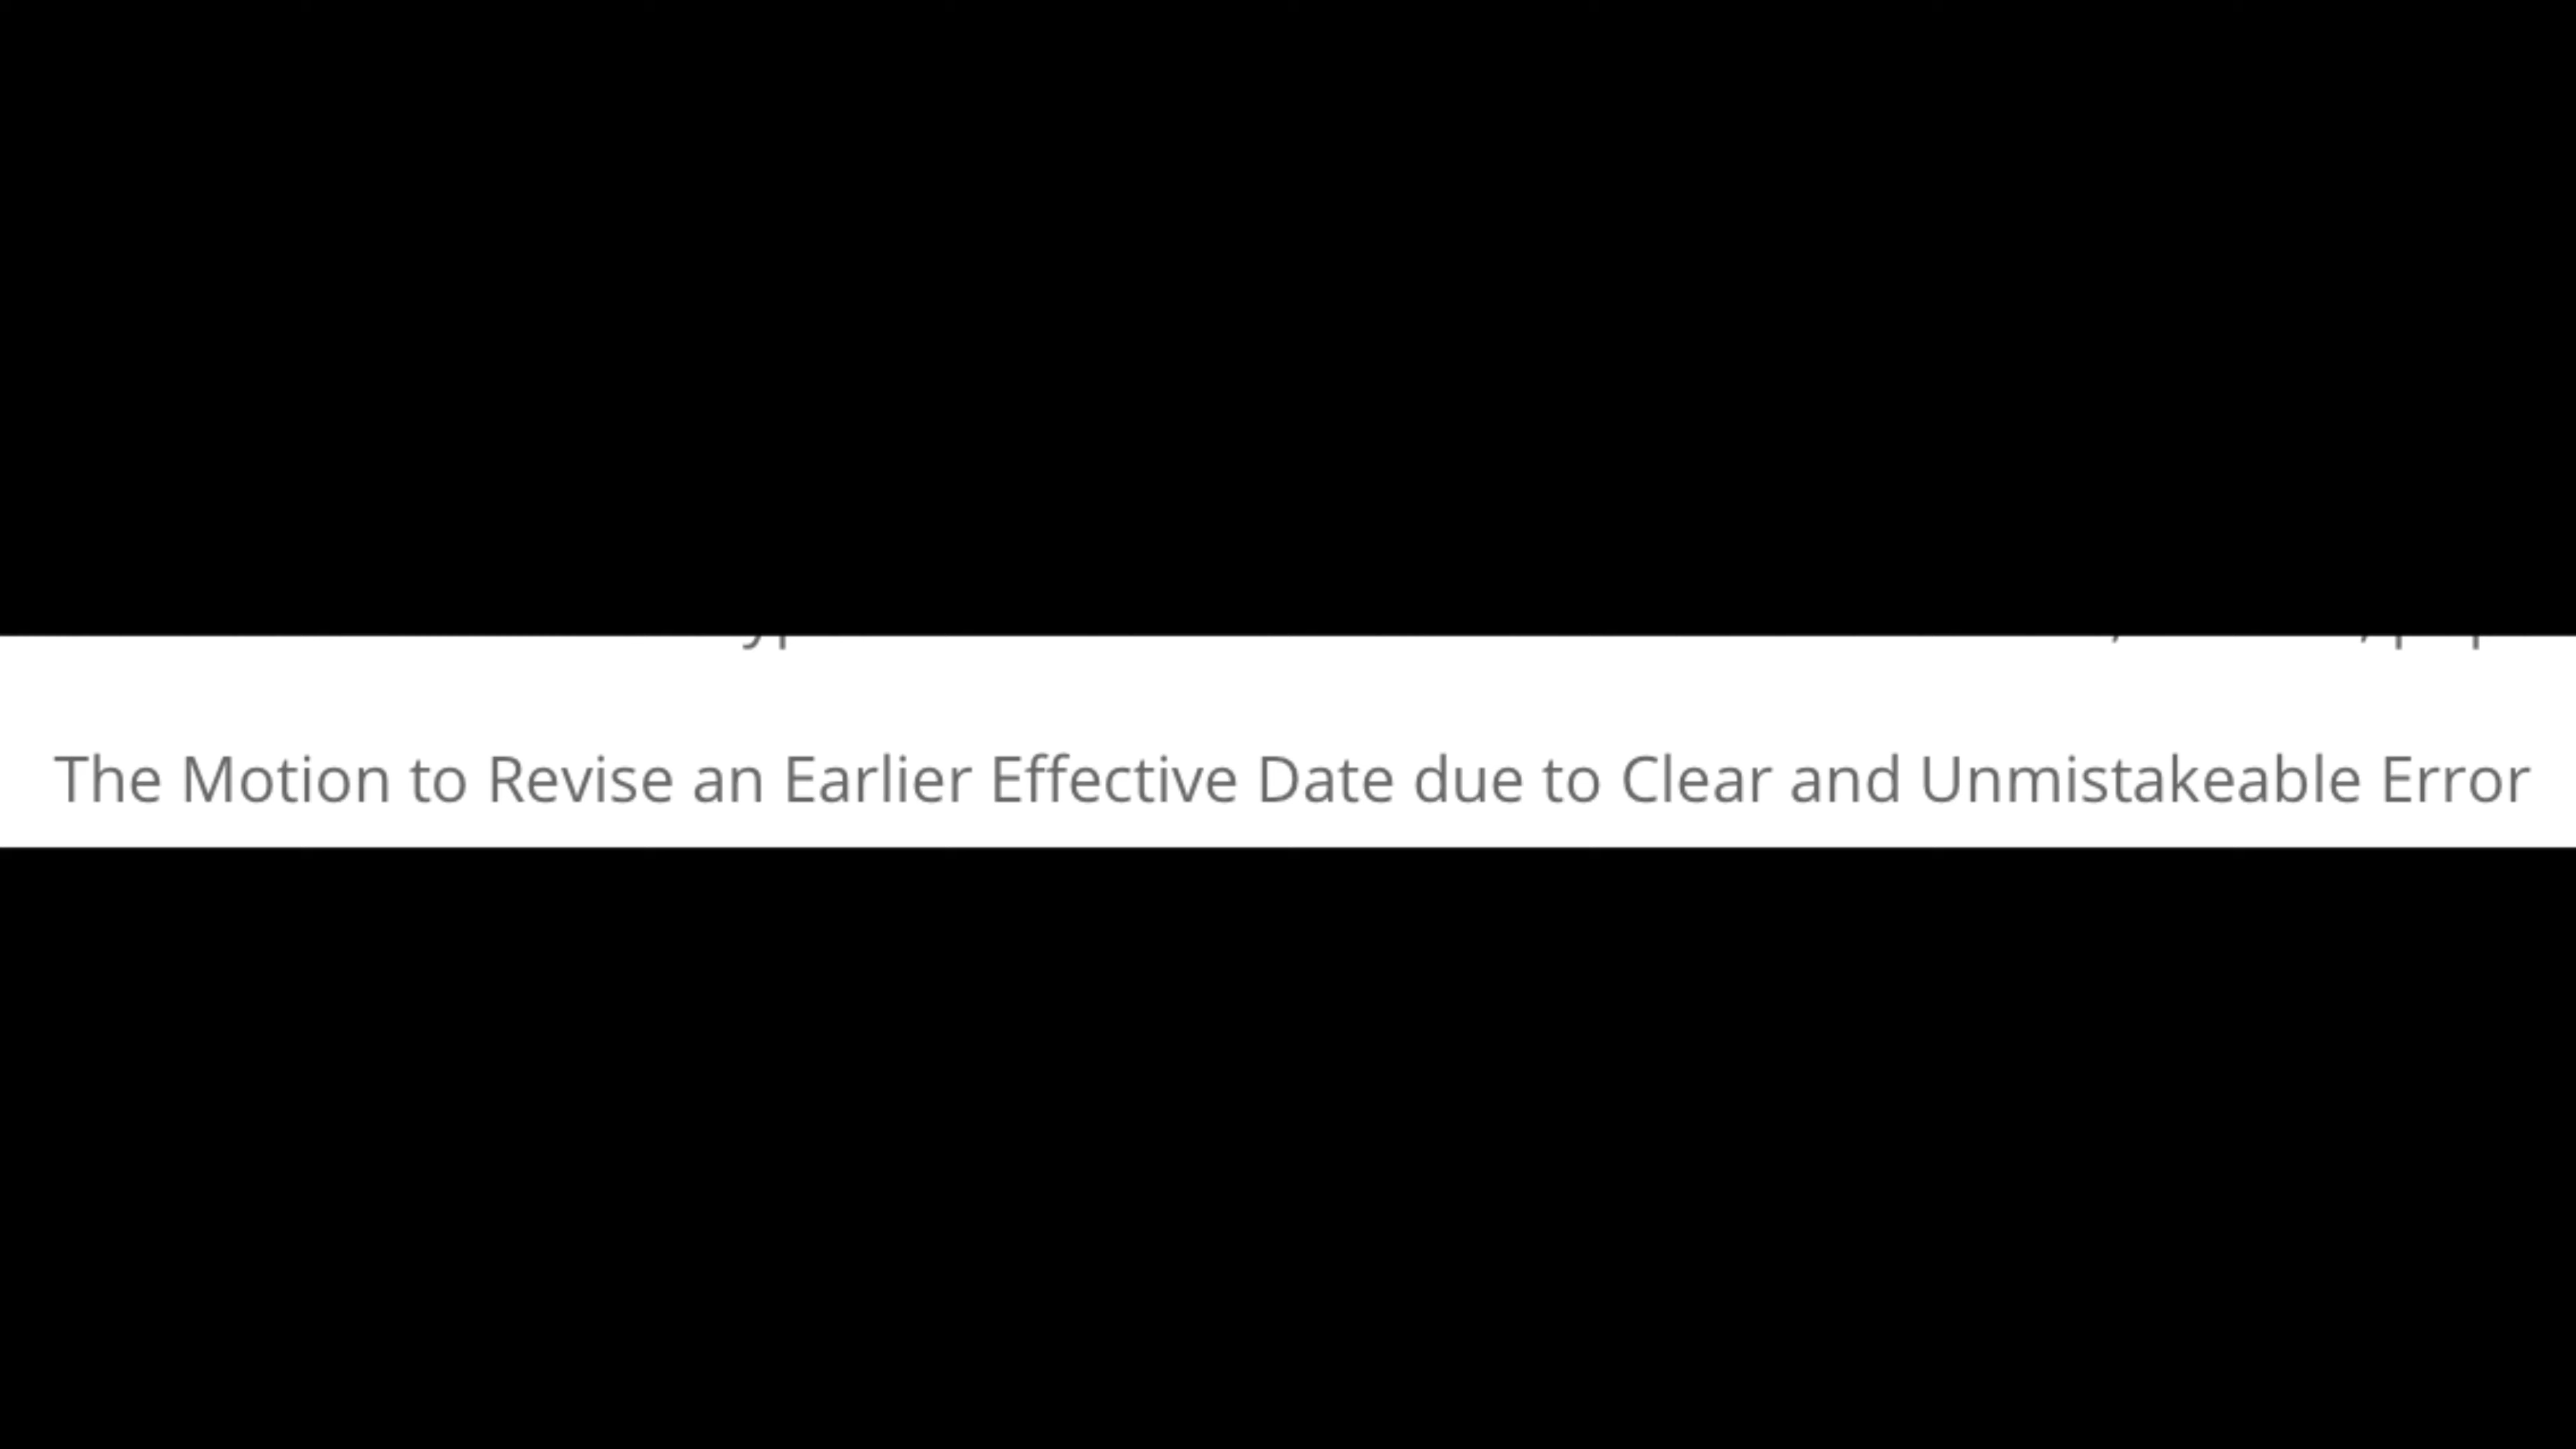 The Motion to Revise an Earlier Effective Date due to Clear and Unmistakeable Error